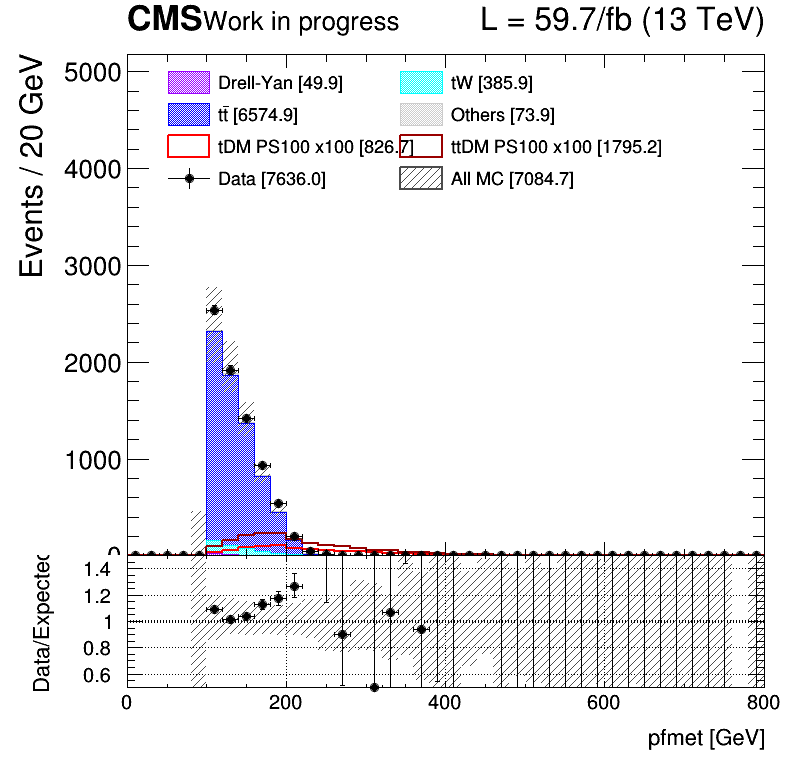 CMS Work in progress L = 59.7/fb (13 TeV)
Events / 20 GeV
5000
4000
3000
2000
1000
0
Drell-Yan [49.9] tW [385.9]
tt̄ [6574.9] Others [73.9]
tDM PS100 x100 [826.7] ttDM PS100 x100 [1795.2]
Data [7636.0] All MC [7084.7]
Data/Expected
1.4
1.2
1
0.8
0.6
0 200 400 600 800
pfmet [GeV]